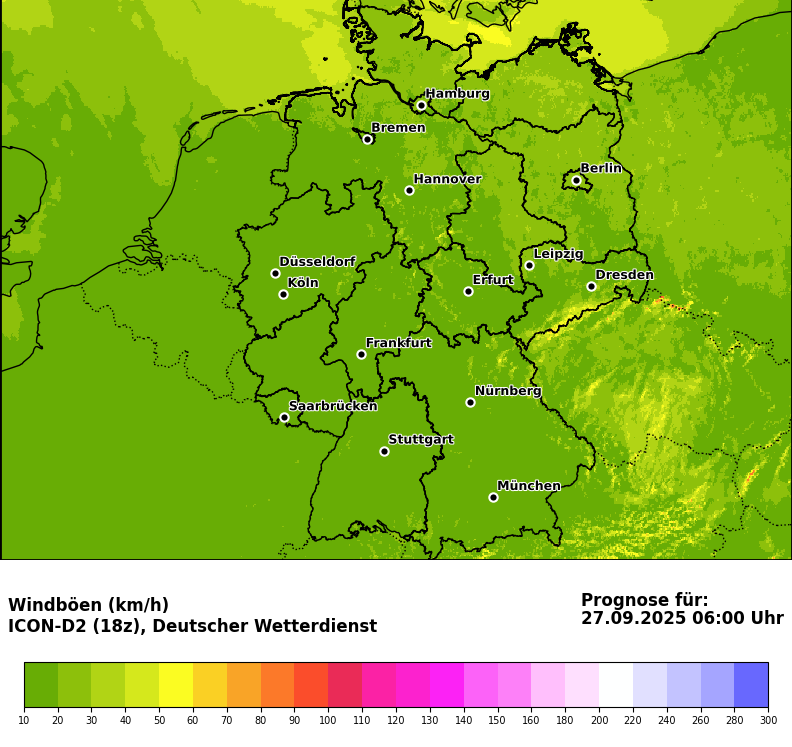 Hamburg
Bremen
Berlin
Hannover
Leipzig
Düsseldorf
Dresden
Köln
Erfurt
Frankfurt
Nürnberg
Saarbrücken
Stuttgart
München
Windböen (km/h)
ICON-D2 (18z), Deutscher Wetterdienst
Prognose für:
27.09.2025 06:00 Uhr
10 20 30 40 50 60 70 80 90 100 110 120 130 140 150 160 180 200 220 240 260 280 300